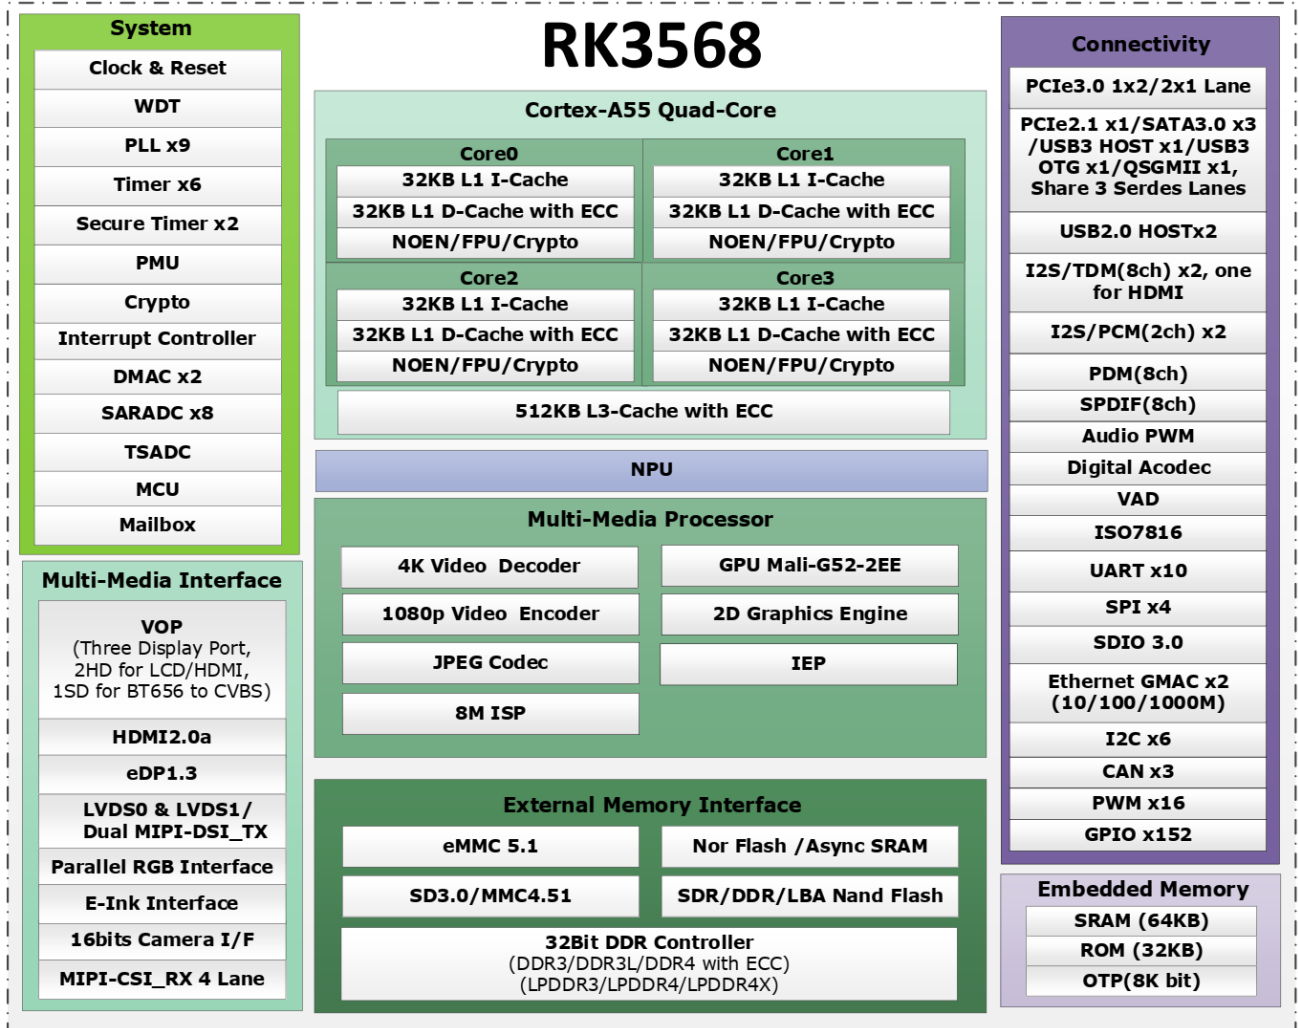 RK3568
System
Clock & Reset
WDT
PLL x9
Timer x6
Secure Timer x2
PMU
Crypto
Interrupt Controller
DMAC x2
SARADC x8
TSADC
MCU
Mailbox
Multi-Media Interface
VOP
(Three Display Port,
2HD for LCD/HDMI,
1SD for BT656 to CVBS)
HDMI2.0a
eDP1.3
LVDS0 & LVDS1/
Dual MIPI-DSI_TX
Parallel RGB Interface
E-Ink Interface
16bits Camera I/F
MIPI-CSI_RX 4 Lane
Cortex-A55 Quad-Core
Core0
32KB L1 I-Cache
32KB L1 D-Cache with ECC
NOEN/FPU/Crypto
Core1
32KB L1 I-Cache
32KB L1 D-Cache with ECC
NOEN/FPU/Crypto
Core2
32KB L1 I-Cache
32KB L1 D-Cache with ECC
NOEN/FPU/Crypto
Core3
32KB L1 I-Cache
32KB L1 D-Cache with ECC
NOEN/FPU/Crypto
512KB L3-Cache with ECC
NPU
Multi-Media Processor
4K Video Decoder
GPU Mali-G52-2EE
1080p Video Encoder
2D Graphics Engine
JPEG Codec
IEP
8M ISP
External Memory Interface
eMMC 5.1
Nor Flash /Async SRAM
SD3.0/MMC4.51
SDR/DDR/LBA Nand Flash
32Bit DDR Controller
(DDR3/DDR3L/DDR4 with ECC)
(LPDDR3/LPDDR4/LPDDR4X)
Connectivity
PCIe3.0 1x2/2x1 Lane
PCIe2.1 x1/SATA3.0 x3
/USB3 HOST x1/USB3
OTG x1/QSGMII x1,
Share 3 Serdes Lanes
USB2.0 HOSTx2
I2S/TDM(8ch) x2, one
for HDMI
I2S/PCM(2ch) x2
PDM(8ch)
SPDIF(8ch)
Audio PWM
Digital Acodec
VAD
ISO7816
UART x10
SPI x4
SDIO 3.0
Ethernet GMAC x2
(10/100/1000M)
I2C x6
CAN x3
PWM x16
GPIO x152
Embedded Memory
SRAM (64KB)
ROM (32KB)
OTP(8K bit)